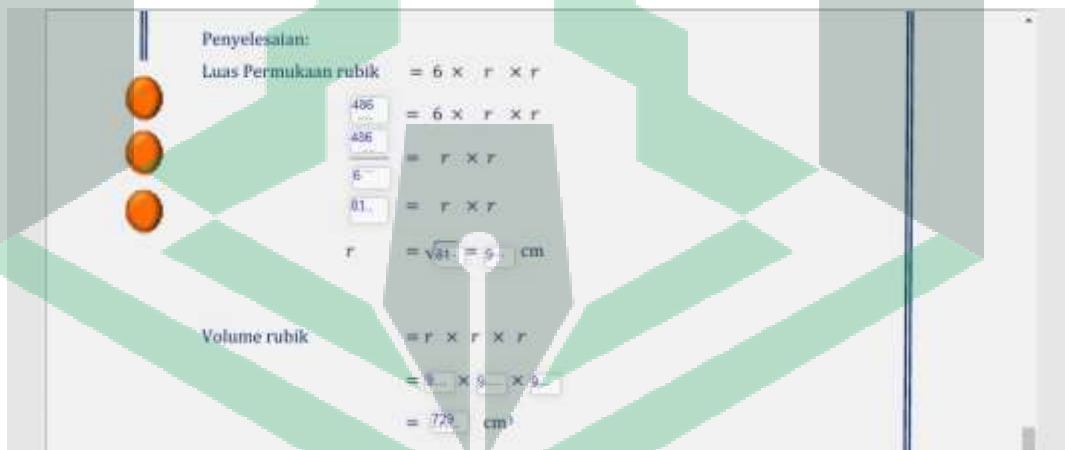 Penyelesaian:
Luas Permukaan rubik = 6 × r × r
486 = 6 × r × r
486
6 = r × r
81.. = r × r
r = √81 = 9.. cm
Volume rubik = r × r × r
= 9... × 9... × 9...
= 729. cm³